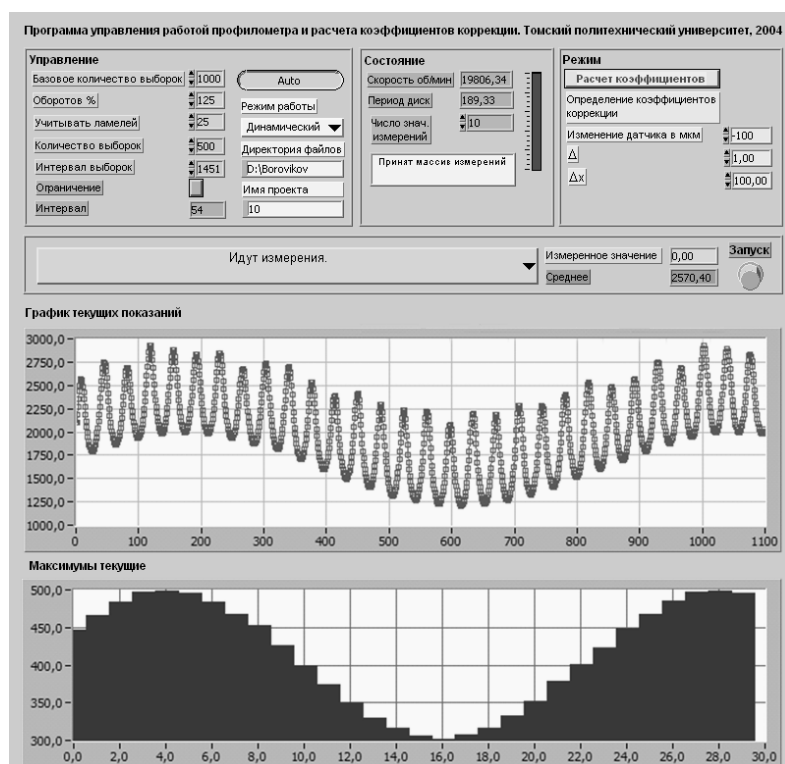 Программа управления работой профилометра и расчета коэффициентов коррекции. Томский политехнический университет, 2004
Управление
Базовое количество выборок 1000
Оборотов % 125
Учитывать ламелей 25
Количество выборок 500
Интервал выборок 1451
Ограничение
Интервал 54
Auto
Режим работы
Динамический
Директория файлов
D:\Borovikov
Имя проекта
10
Состояние
Скорость об/мин 19806,34
Период диск 189,33
Число знач. 10
измерений
Принят массив измерений
Режим
Расчет коэффициентов
Определение коэффициентов
коррекции
Изменение датчика в мкм -100
Δ 1,00
Δx 100,00
Идут измерения.
Измеренное значение 0,00
Среднее 2570,40
Запуск
График текущих показаний
3000,0
2750,0
2500,0
2250,0
2000,0
1750,0
1500,0
1250,0
1000,0
0 100 200 300 400 500 600 700 800 900 1000 1100
Максимумы текущие
500,0
450,0
400,0
350,0
300,0
0,0 2,0 4,0 6,0 8,0 10,0 12,0 14,0 16,0 18,0 20,0 22,0 24,0 26,0 28,0 30,0